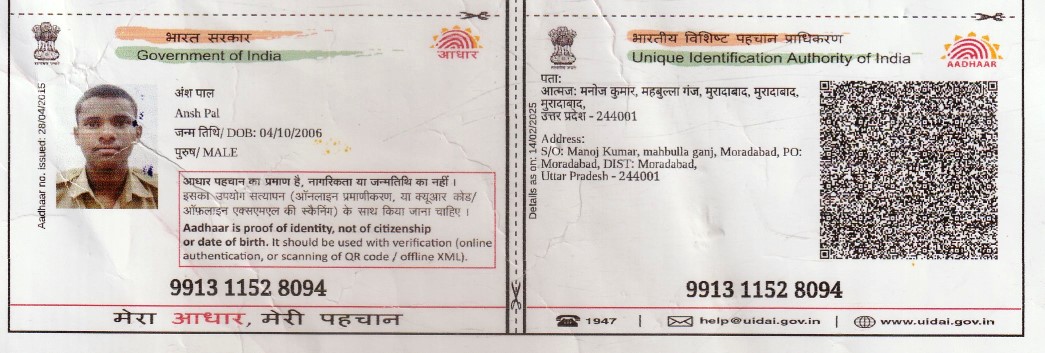 भारत सरकार
Government of India
आधार
Aadhaar no. issued: 28/04/2015
अंश पाल
Ansh Pal
जन्म तिथि/ DOB: 04/10/2006
पुरुष/ MALE
आधार पहचान का प्रमाण है, नागरिकता या जन्मतिथि का नहीं ।
इसका उपयोग सत्यापन (ऑनलाइन प्रमाणीकरण, या क्यूआर कोड/
ऑफ़लाइन एक्सएमएल की स्कैनिंग) के साथ किया जाना चाहिए ।
Aadhaar is proof of identity, not of citizenship
or date of birth. It should be used with verification (online
authentication, or scanning of QR code / offline XML).
9913 1152 8094
मेरा आधार, मेरी पहचान
भारतीय विशिष्ट पहचान प्राधिकरण
Unique Identification Authority of India
AADHAAR
Details as on: 14/02/2025
पता:
आत्मज: मनोज कुमार, महबुल्ला गंज, मुरादाबाद, मुरादाबाद,
मुरादाबाद,
उत्तर प्रदेश - 244001
Address:
S/O: Manoj Kumar, mahbulla ganj, Moradabad, PO:
Moradabad, DIST: Moradabad,
Uttar Pradesh - 244001
9913 1152 8094
1947 | help@uidai.gov.in | www.uidai.gov.in